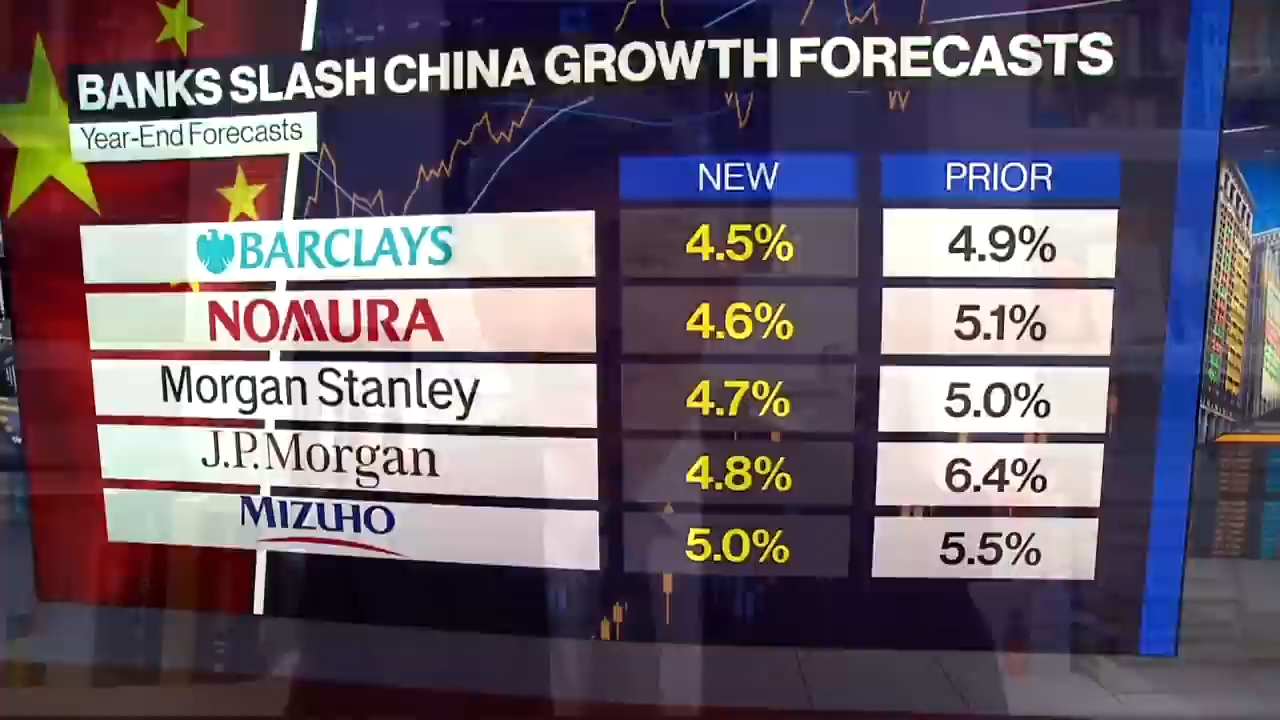 BANKS SLASH CHINA GROWTH FORECASTS
Year-End Forecasts
NEW PRIOR
BARCLAYS 4.5% 4.9%
NOMURA 4.6% 5.1%
Morgan Stanley 4.7% 5.0%
J.P.Morgan 4.8% 6.4%
MIZUHO 5.0% 5.5%